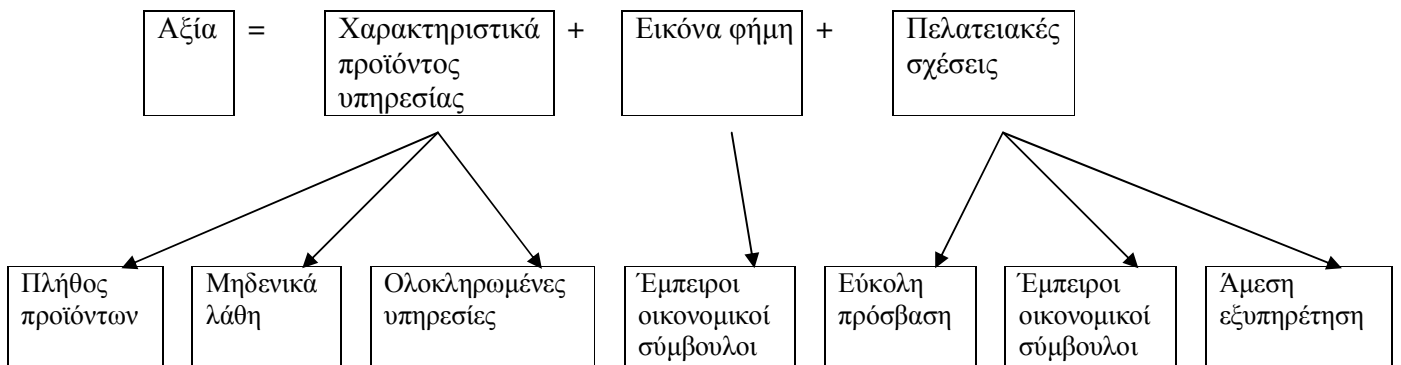 Αξία = Χαρακτηριστικά προϊόντος υπηρεσίας + Εικόνα φήμη + Πελατειακές σχέσεις
Πλήθος
προϊόντων
Μηδενικά
λάθη
Ολοκληρωμένες
υπηρεσίες
Έμπειροι
οικονομικοί
σύμβουλοι
Εύκολη
πρόσβαση
Έμπειροι
οικονομικοί
σύμβουλοι
Άμεση
εξυπηρέτηση